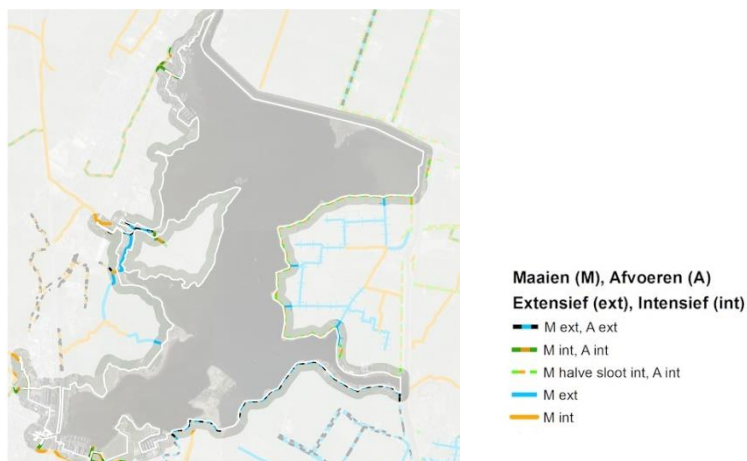 Maaien (M), Afvoeren (A)
Extensief (ext), Intensief (int)
M ext, A ext
M int, A int
M halve sloot int, A int
M ext
M int